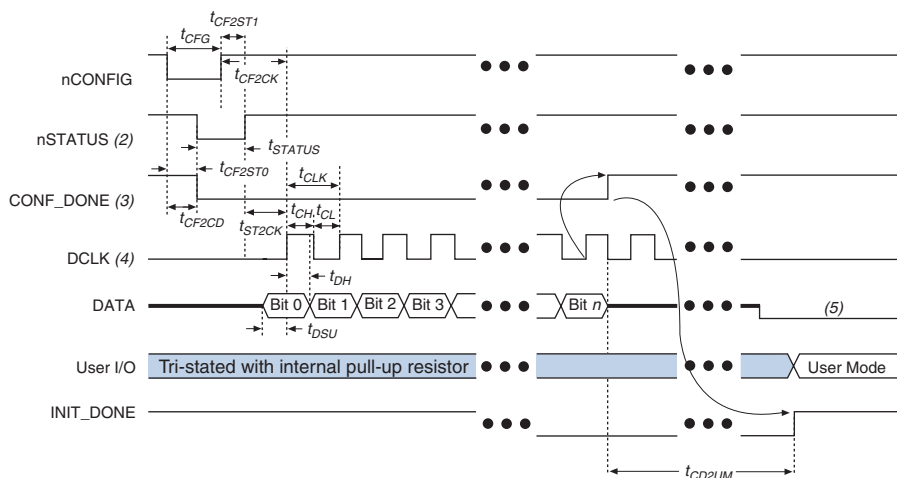 tCF2ST1
tCFG
nCONFIG
tCF2CK
nSTATUS (2)
tSTATUS
tCF2ST0
tCLK
CONF_DONE (3)
tCF2CD
tCH tCL
tST2CK
DCLK (4)
tDH
DATA
Bit 0 Bit 1 Bit 2 Bit 3 Bit n
(5)
tDSU
User I/O
Tri-stated with internal pull-up resistor
User Mode
INIT_DONE
tCD2UM